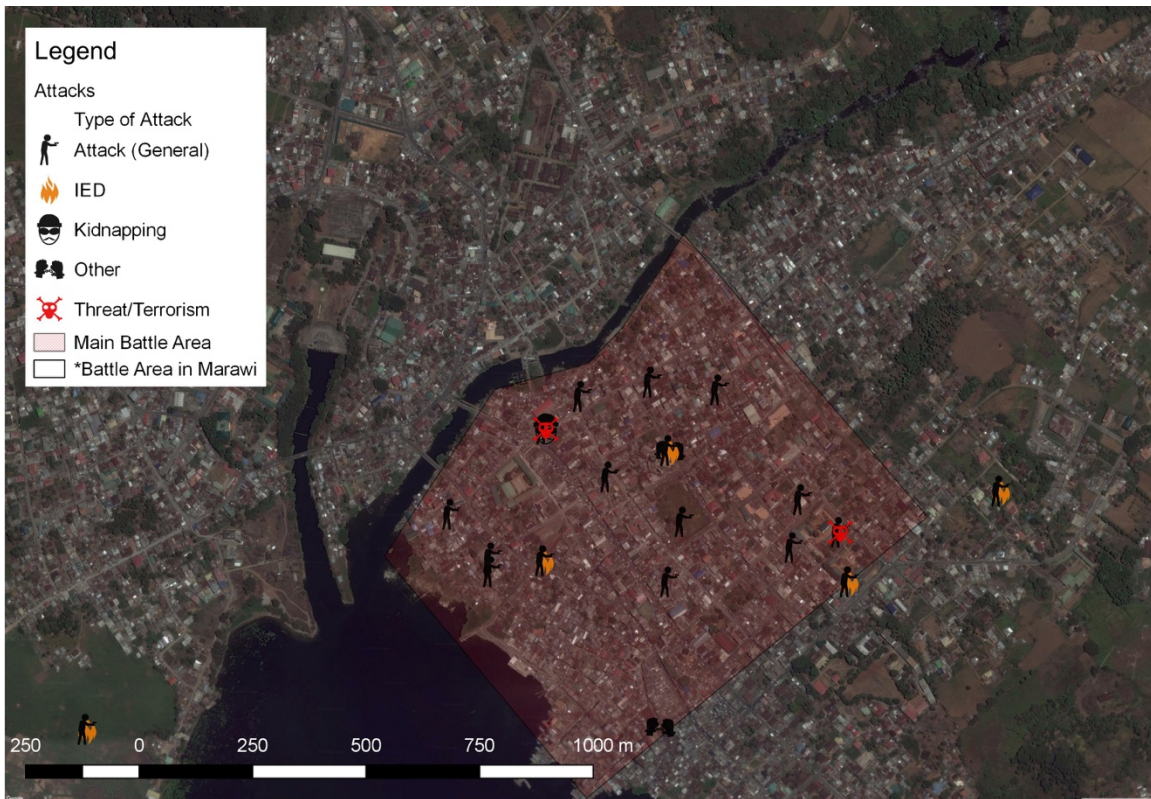 Legend
Attacks
Type of Attack
Attack (General)
IED
Kidnapping
Other
Threat/Terrorism
Main Battle Area
*Battle Area in Marawi
250 0 250 500 750 1000 m